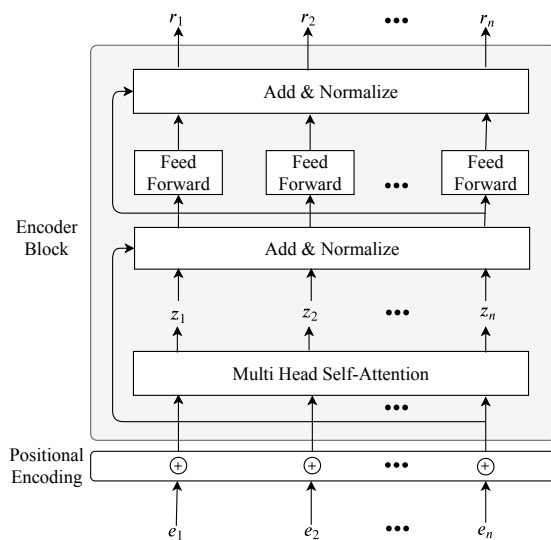 r₁ r₂ ••• rₙ
Add & Normalize
Feed Forward
Feed Forward
•••
Feed Forward
Encoder
Block
Add & Normalize
z₁ z₂ ••• zₙ
Multi Head Self-Attention
•••
Positional
Encoding
+ + ••• +
e₁ e₂ ••• eₙ